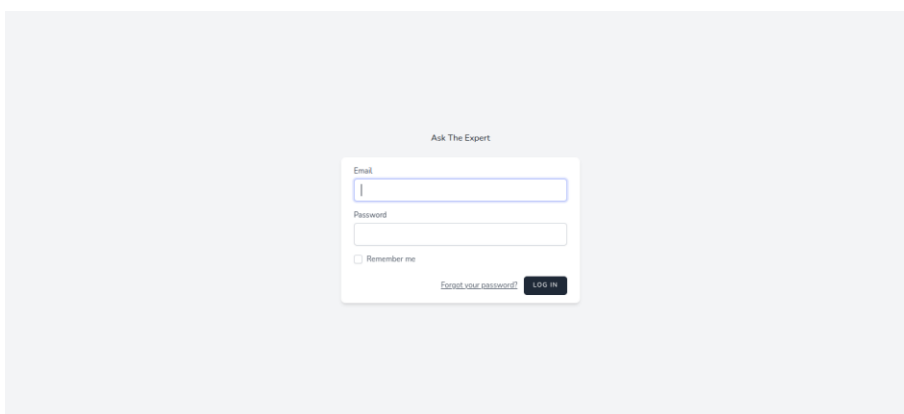 Ask The Expert
Email
Password
Remember me
Forgot your password? LOG IN